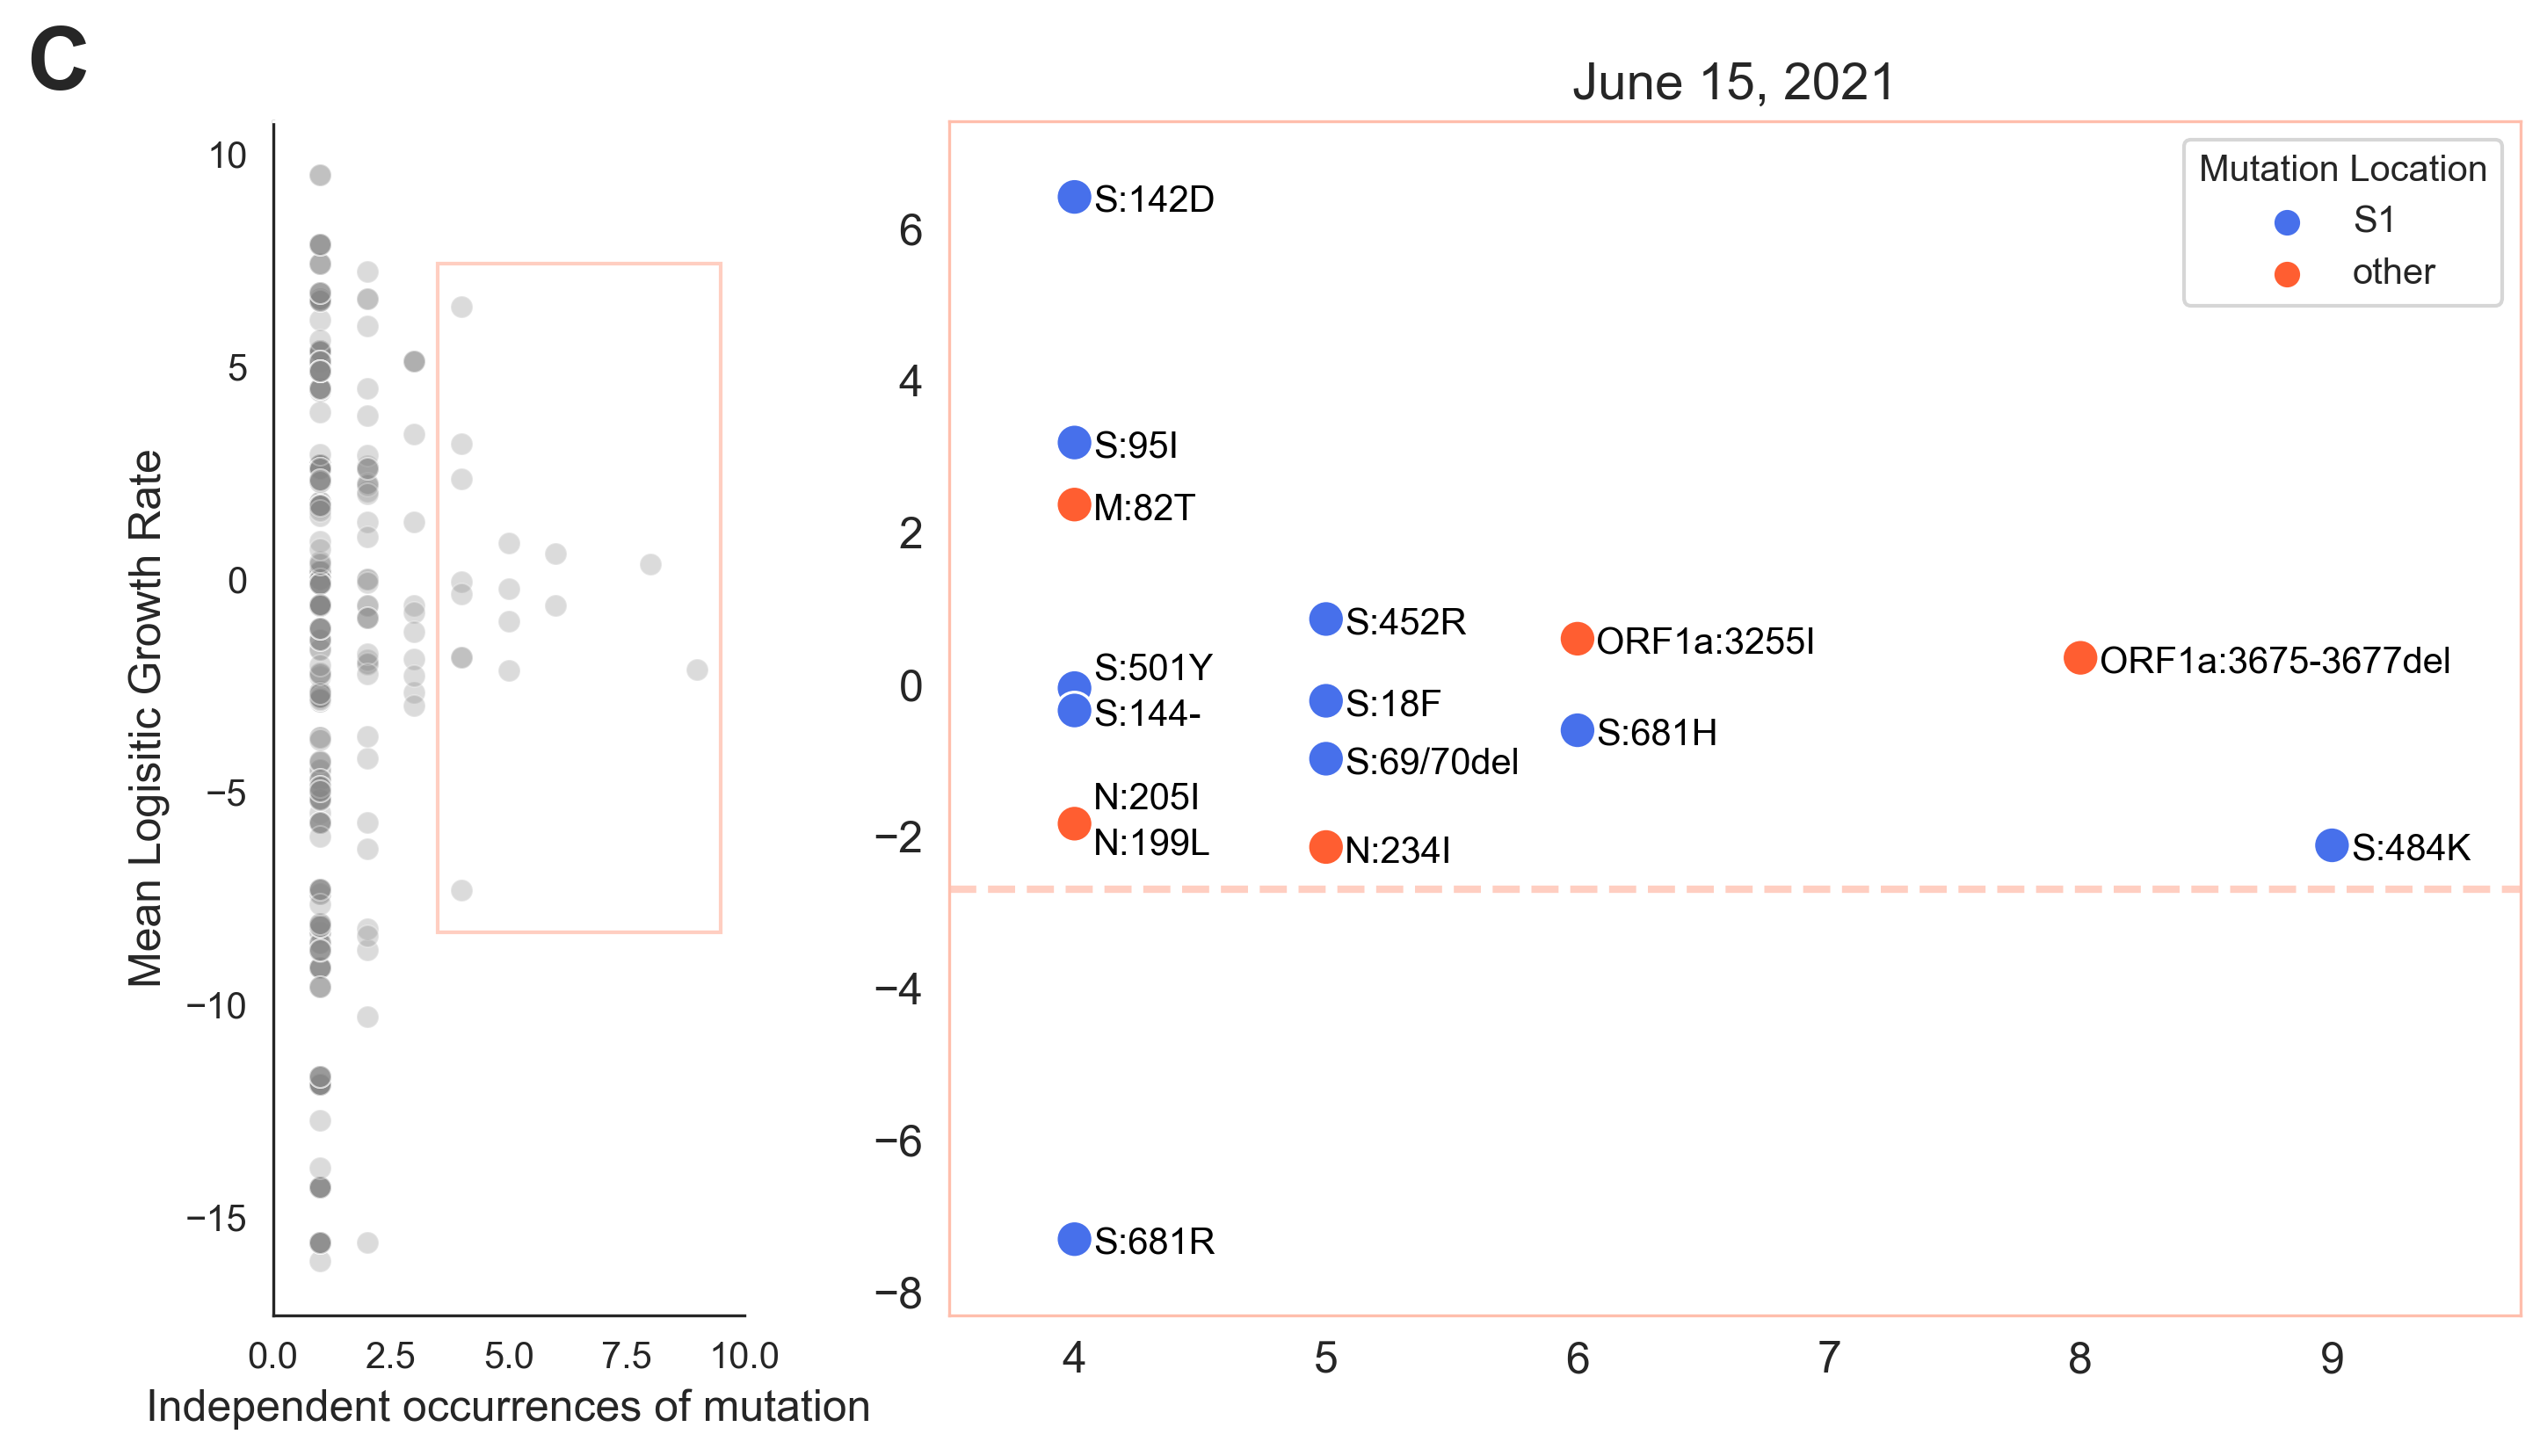 C
June 15, 2021
Mean Logisitic Growth Rate
10
5
0
−5
−10
−15
0.0 2.5 5.0 7.5 10.0
Independent occurrences of mutation
6
4
2
0
−2
−4
−6
−8
4 5 6 7 8 9
Mutation Location
S1
other
S:142D
S:95I
M:82T
S:452R
ORF1a:3255I
ORF1a:3675-3677del
S:501Y
S:144-
S:18F
S:681H
S:69/70del
N:205I
N:199L
N:234I
S:484K
S:681R